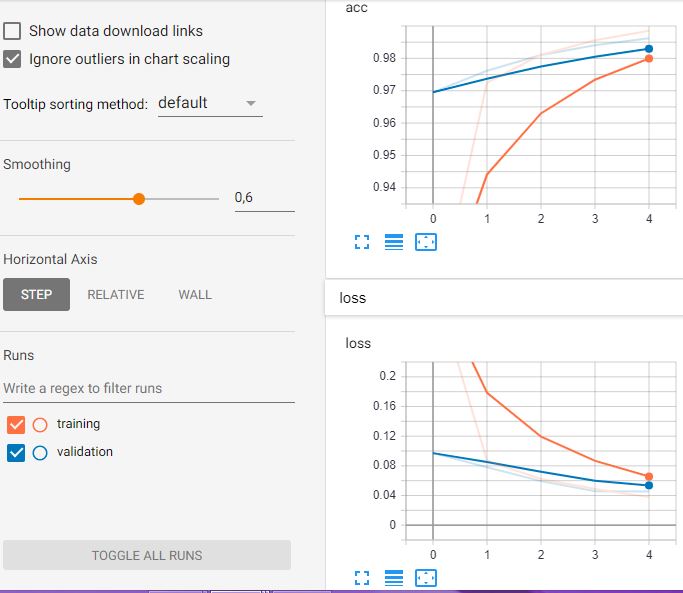 Show data download links
Ignore outliers in chart scaling
Tooltip sorting method: default
Smoothing
0,6
Horizontal Axis
STEP RELATIVE WALL
Runs
Write a regex to filter runs
training
validation
TOGGLE ALL RUNS
acc
0.98
0.97
0.96
0.95
0.94
0 1 2 3 4
loss
loss
0.2
0.16
0.12
0.08
0.04
0
0 1 2 3 4